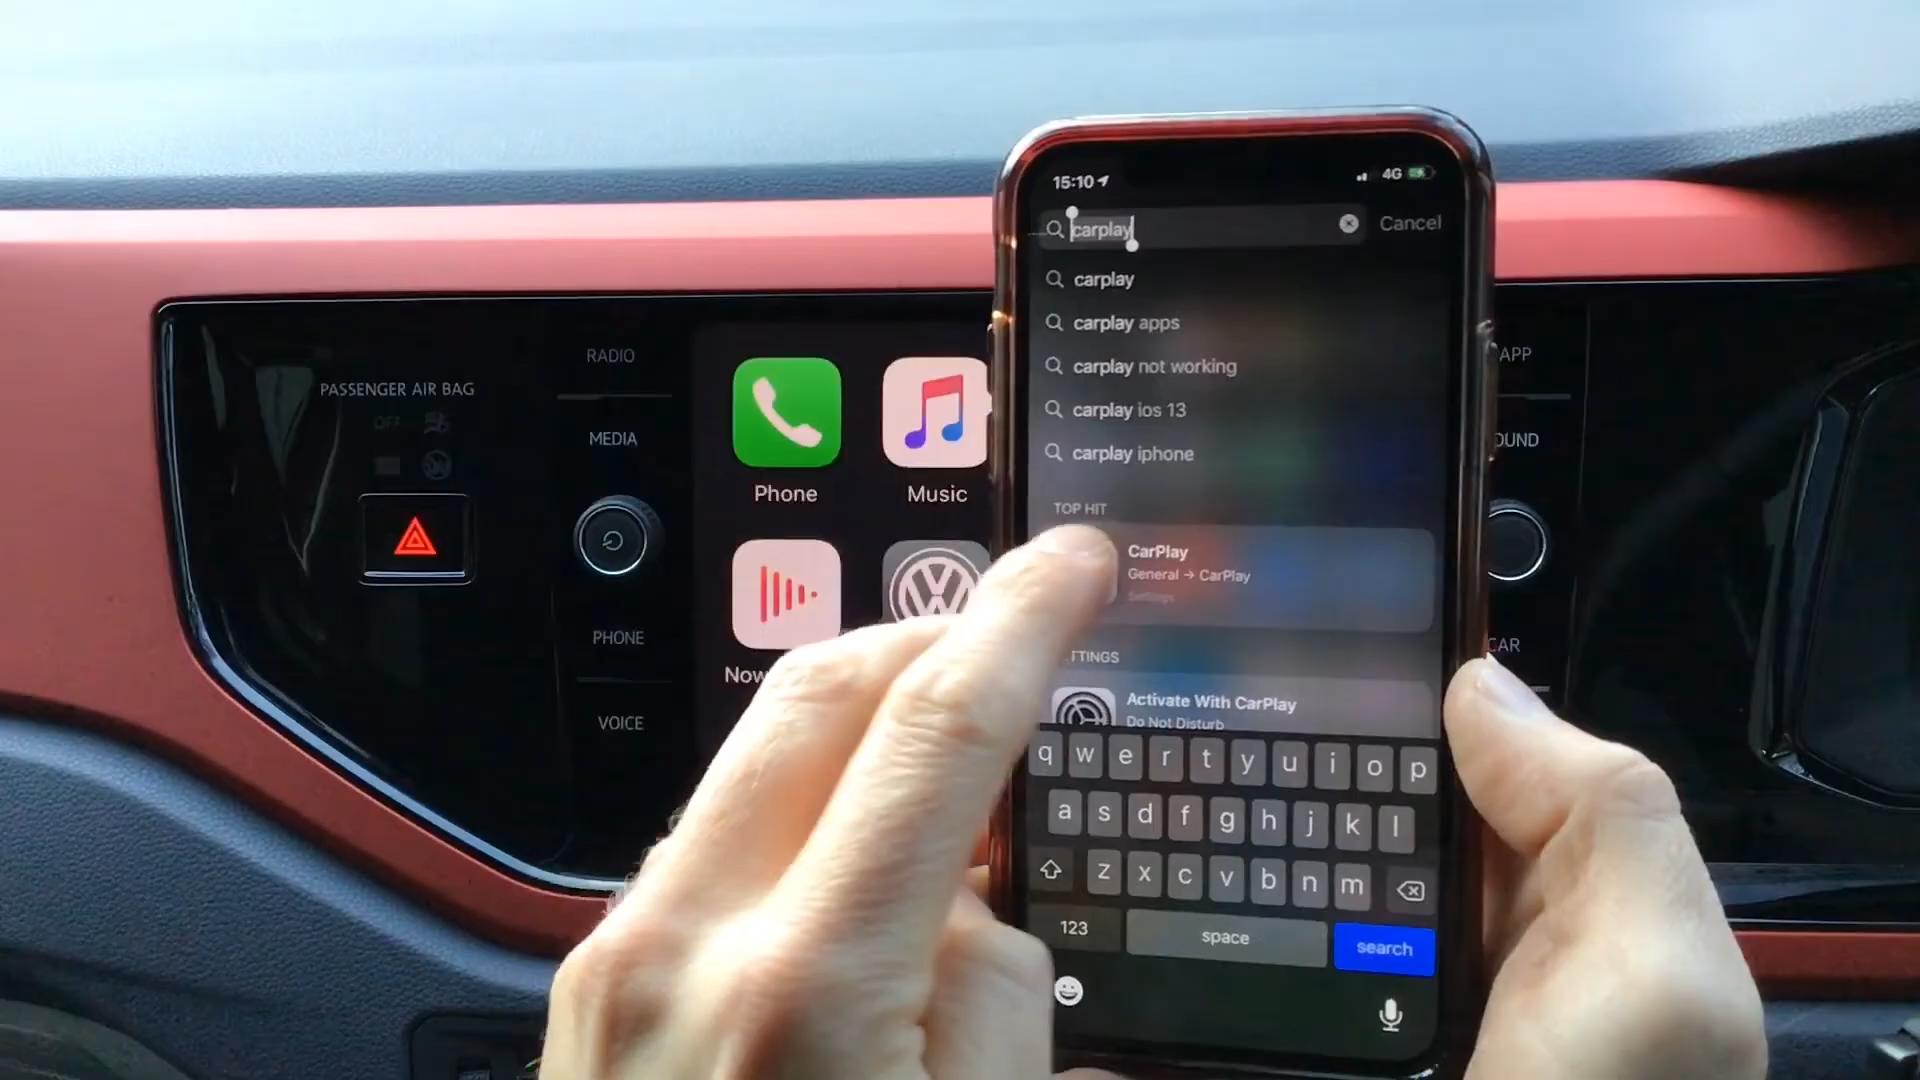 PASSENGER AIR BAG
OFF
RADIO
MEDIA
PHONE
VOICE
Phone
Music
Now
APP
OUND
CAR
15:10
4G
carplay
Cancel
carplay
carplay apps
carplay not working
carplay ios 13
carplay iphone
TOP HIT
CarPlay
General → CarPlay
Settings
TTINGS
Activate With CarPlay
Do Not Disturb
q w e r t y u i o p
a s d f g h j k l
z x c v b n m
123
space
search